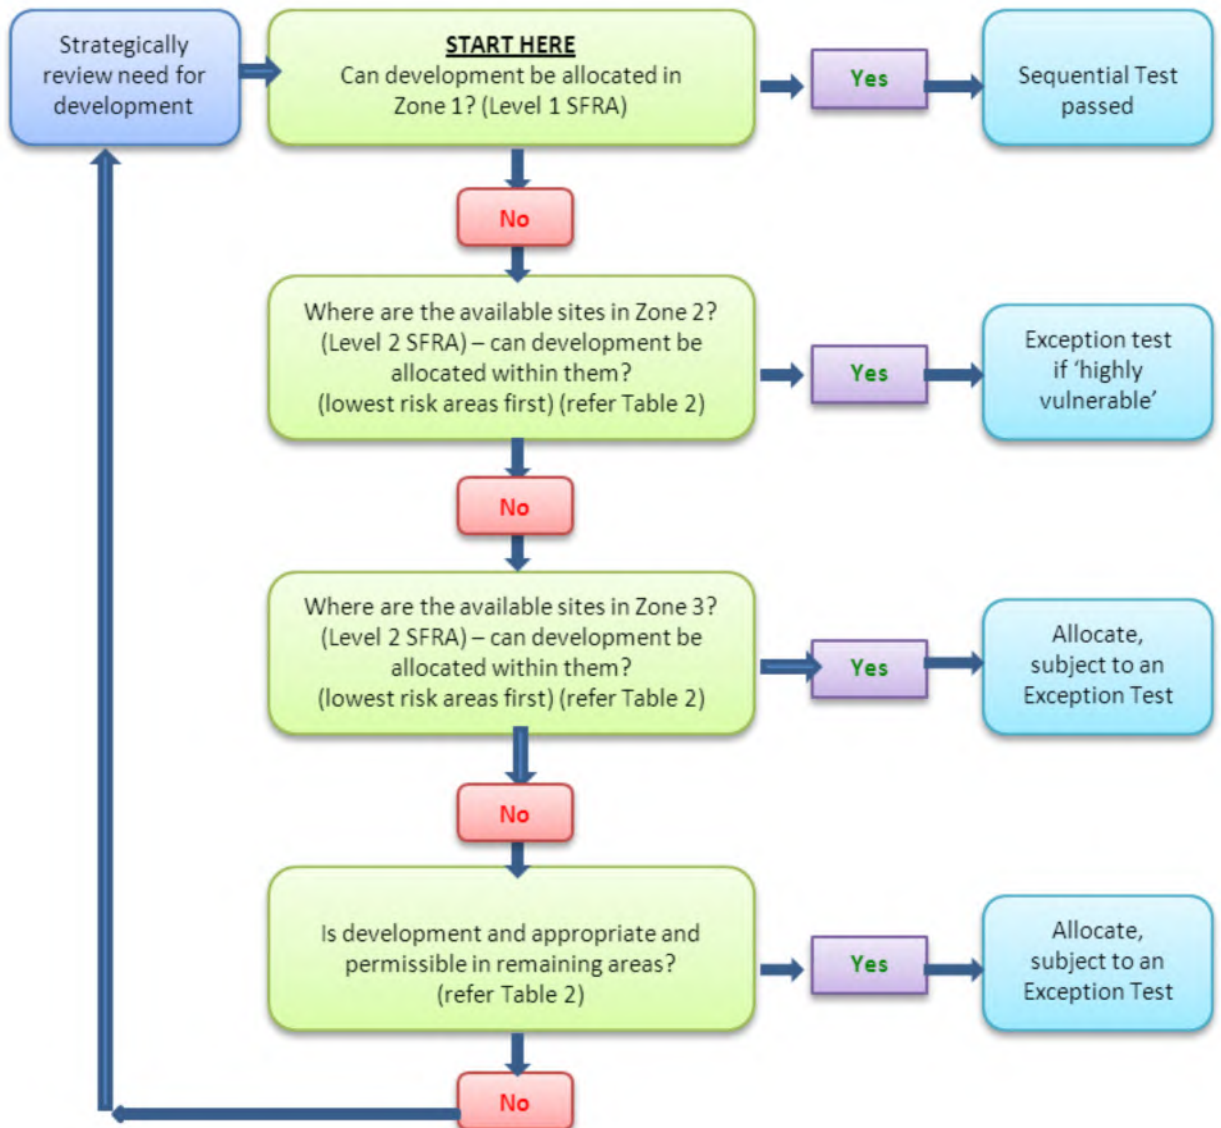 Strategically
review need for
development
START HERE
Can development be allocated in
Zone 1? (Level 1 SFRA)
Yes
Sequential Test
passed
No
Where are the available sites in Zone 2?
(Level 2 SFRA) – can development be
allocated within them?
(lowest risk areas first) (refer Table 2)
Yes
Exception test
if ‘highly
vulnerable’
No
Where are the available sites in Zone 3?
(Level 2 SFRA) – can development be
allocated within them?
(lowest risk areas first) (refer Table 2)
Yes
Allocate,
subject to an
Exception Test
No
Is development and appropriate and
permissible in remaining areas?
(refer Table 2)
Yes
Allocate,
subject to an
Exception Test
No